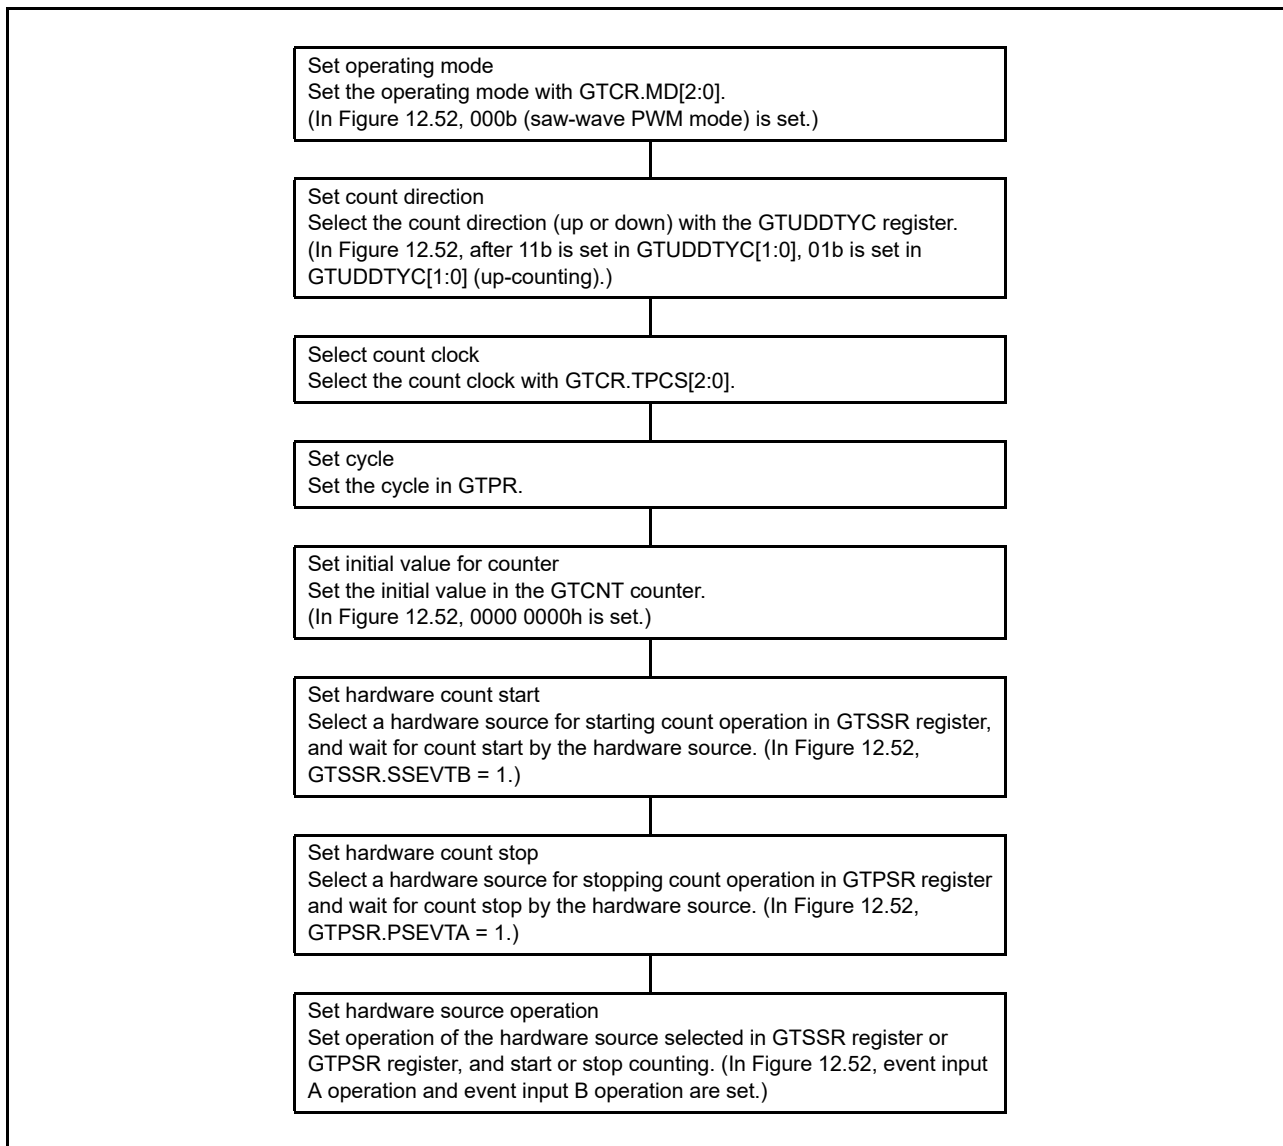 Set operating mode
Set the operating mode with GTCR.MD[2:0].
(In Figure 12.52, 000b (saw-wave PWM mode) is set.)
Set count direction
Select the count direction (up or down) with the GTUDDTYC register.
(In Figure 12.52, after 11b is set in GTUDDTYC[1:0], 01b is set in
GTUDDTYC[1:0] (up-counting).)
Select count clock
Select the count clock with GTCR.TPCS[2:0].
Set cycle
Set the cycle in GTPR.
Set initial value for counter
Set the initial value in the GTCNT counter.
(In Figure 12.52, 0000 0000h is set.)
Set hardware count start
Select a hardware source for starting count operation in GTSSR register,
and wait for count start by the hardware source. (In Figure 12.52,
GTSSR.SSEVTB = 1.)
Set hardware count stop
Select a hardware source for stopping count operation in GTPSR register
and wait for count stop by the hardware source. (In Figure 12.52,
GTPSR.PSEVTA = 1.)
Set hardware source operation
Set operation of the hardware source selected in GTSSR register or
GTPSR register, and start or stop counting. (In Figure 12.52, event input
A operation and event input B operation are set.)